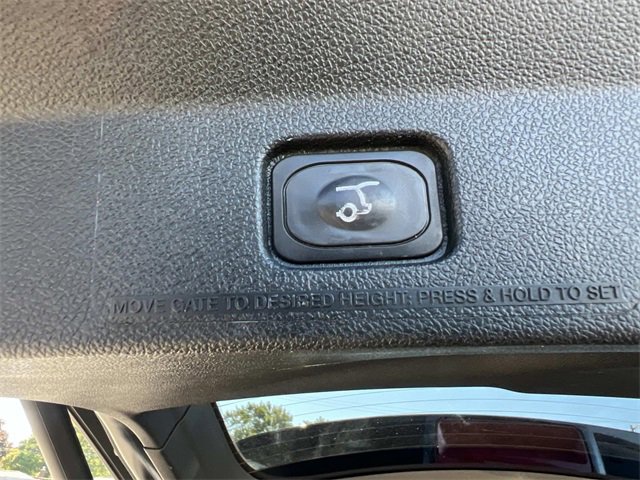 MOVE GATE TO DESIRED HEIGHT, PRESS & HOLD TO SET